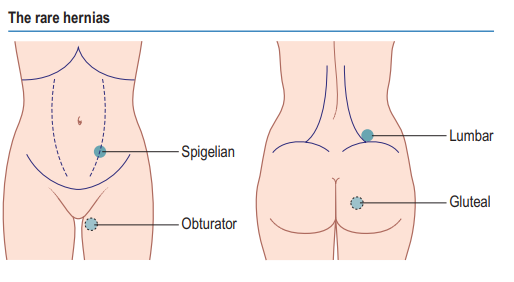 The rare hernias
Spigelian
Obturator
Lumbar
Gluteal